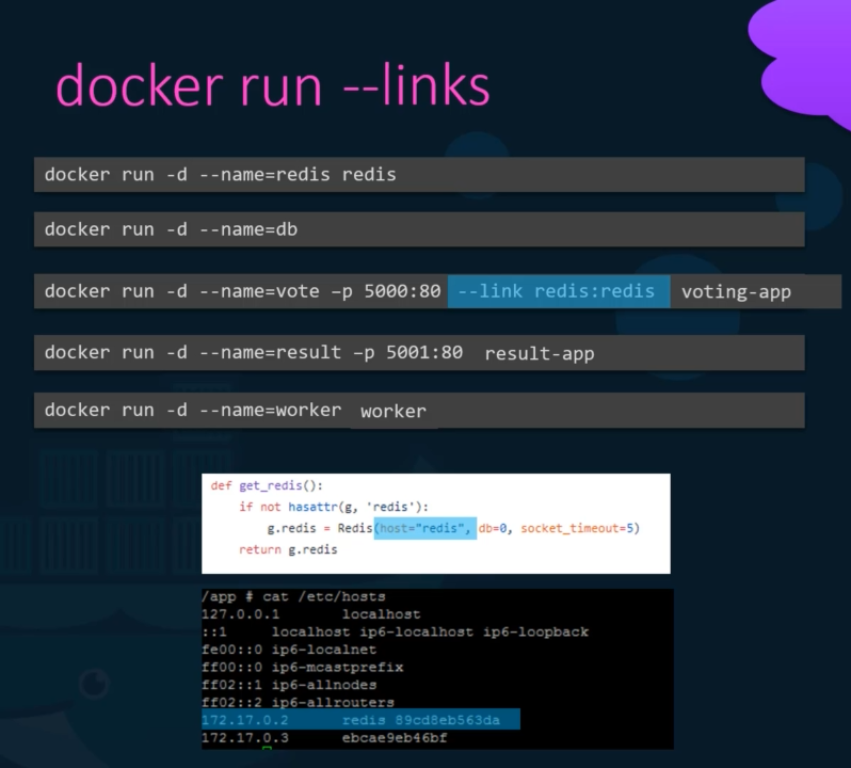 docker run --links
docker run -d --name=redis redis
docker run -d --name=db
docker run -d --name=vote –p 5000:80 --link redis:redis voting-app
docker run -d --name=result –p 5001:80 result-app
docker run -d --name=worker worker
def get_redis():
if not hasattr(g, 'redis'):
g.redis = Redis(host="redis", db=0, socket_timeout=5)
return g.redis
/app # cat /etc/hosts
127.0.0.1 localhost
::1 localhost ip6-localhost ip6-loopback
fe00::0 ip6-localnet
ff00::0 ip6-mcastprefix
ff02::1 ip6-allnodes
ff02::2 ip6-allrouters
172.17.0.2 redis 89cd8eb563da
172.17.0.3 ebcae9eb46bf